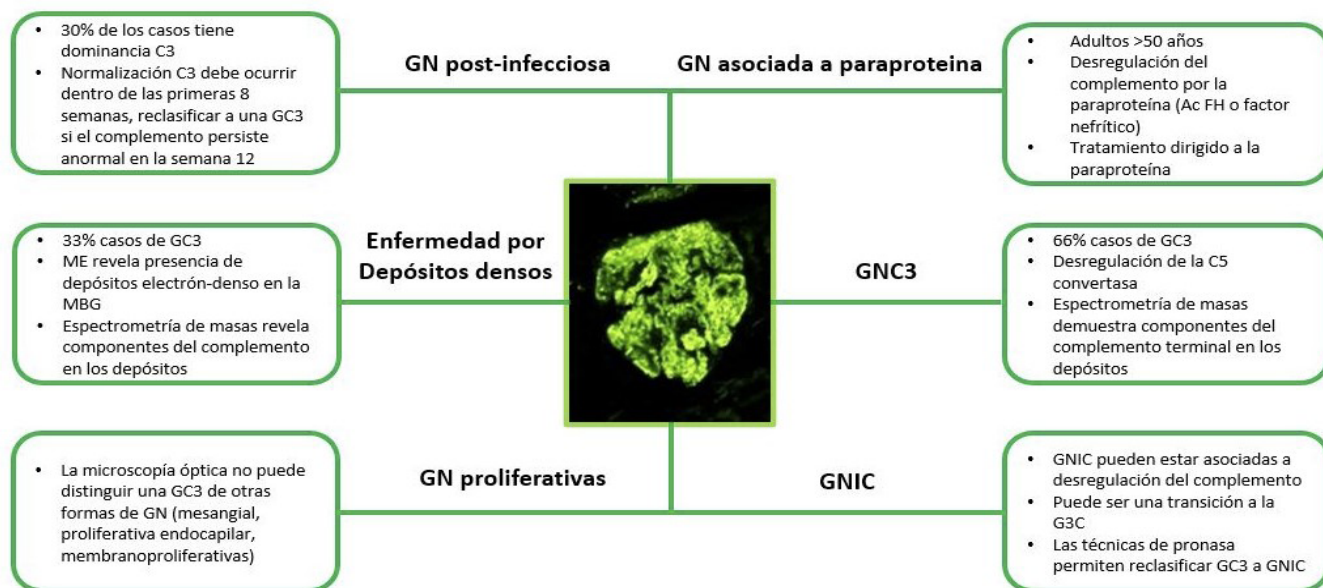 • 30% de los casos tiene
dominancia C3
• Normalización C3 debe ocurrir
dentro de las primeras 8
semanas, reclasificar a una GC3
si el complemento persiste
anormal en la semana 12
GN post-infecciosa
GN asociada a paraproteina
• Adultos >50 años
• Desregulación del
complemento por la
paraproteína (Ac FH o factor
nefrítico)
• Tratamiento dirigido a la
paraproteína
• 33% casos de GC3
• ME revela presencia de
depósitos electrón-denso en la
MBG
• Espectrometría de masas revela
componentes del complemento
en los depósitos
Enfermedad por
Depósitos densos
GNC3
• 66% casos de GC3
• Desregulación de la C5
convertasa
• Espectrometría de masas
demuestra componentes del
complemento terminal en los
depósitos
• La microscopía óptica no puede
distinguir una GC3 de otras
formas de GN (mesangial,
proliferativa endocapilar,
membranoproliferativas)
GN proliferativas
GNIC
• GNIC pueden estar asociadas a
desregulación del complemento
• Puede ser una transición a la
G3C
• Las técnicas de pronasa
permiten reclasificar GC3 a GNIC